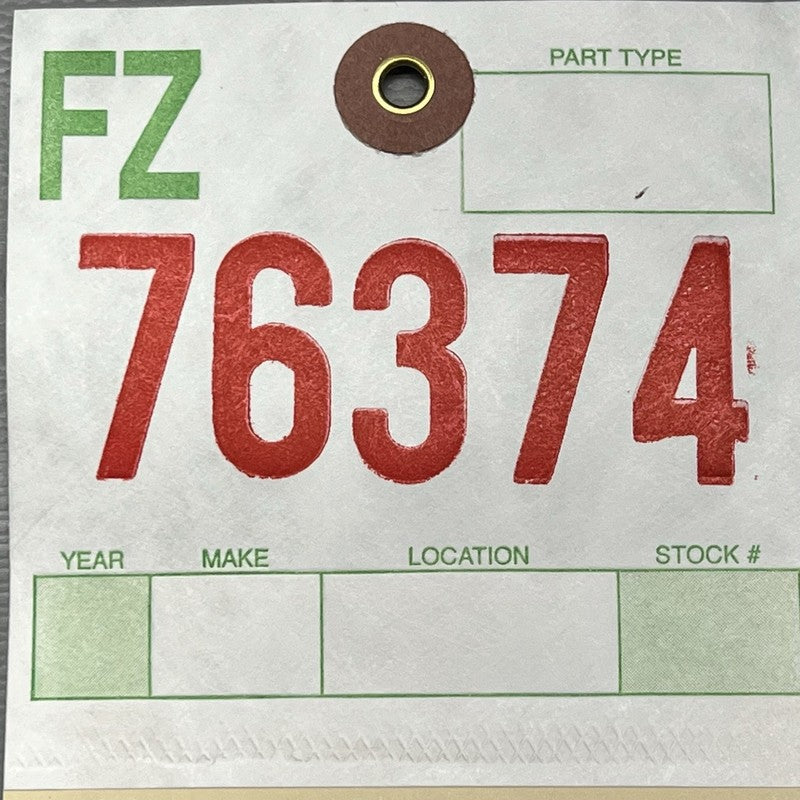 FZ
PART TYPE
76374
YEAR MAKE LOCATION STOCK #